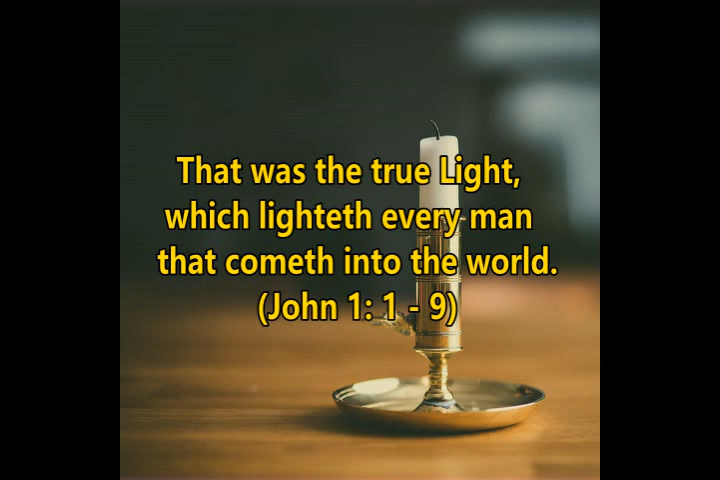 That was the true Light,
which lighteth every man
that cometh into the world.
(John 1: 1 - 9)